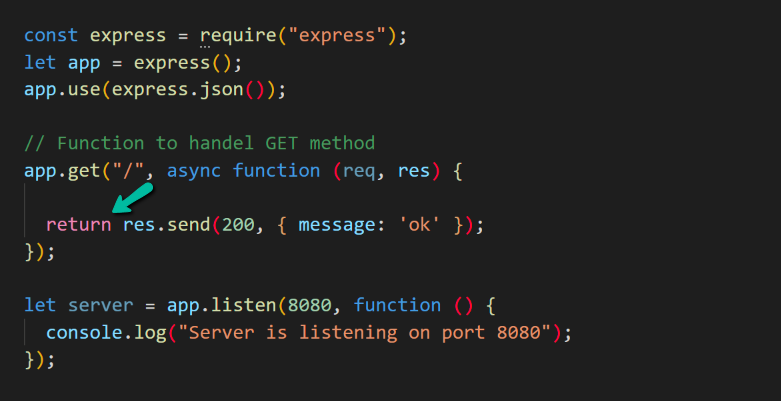 const express = require("express");
let app = express();
app.use(express.json());
// Function to handel GET method
app.get("/", async function (req, res) {
return res.send(200, { message: 'ok' });
});
let server = app.listen(8080, function () {
console.log("Server is listening on port 8080");
});